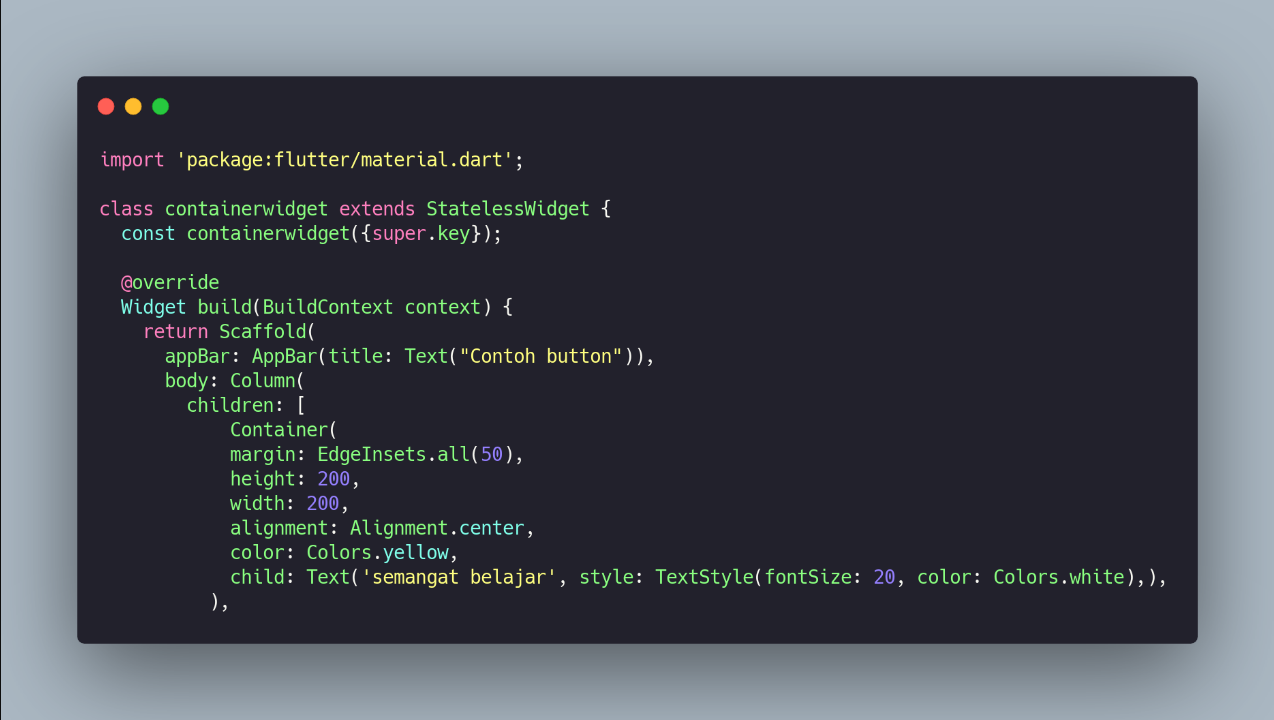 import 'package:flutter/material.dart';
class containerwidget extends StatelessWidget {
const containerwidget({super.key});
@override
Widget build(BuildContext context) {
return Scaffold(
appBar: AppBar(title: Text("Contoh button")),
body: Column(
children: [
Container(
margin: EdgeInsets.all(50),
height: 200,
width: 200,
alignment: Alignment.center,
color: Colors.yellow,
child: Text('semangat belajar', style: TextStyle(fontSize: 20, color: Colors.white),),
),